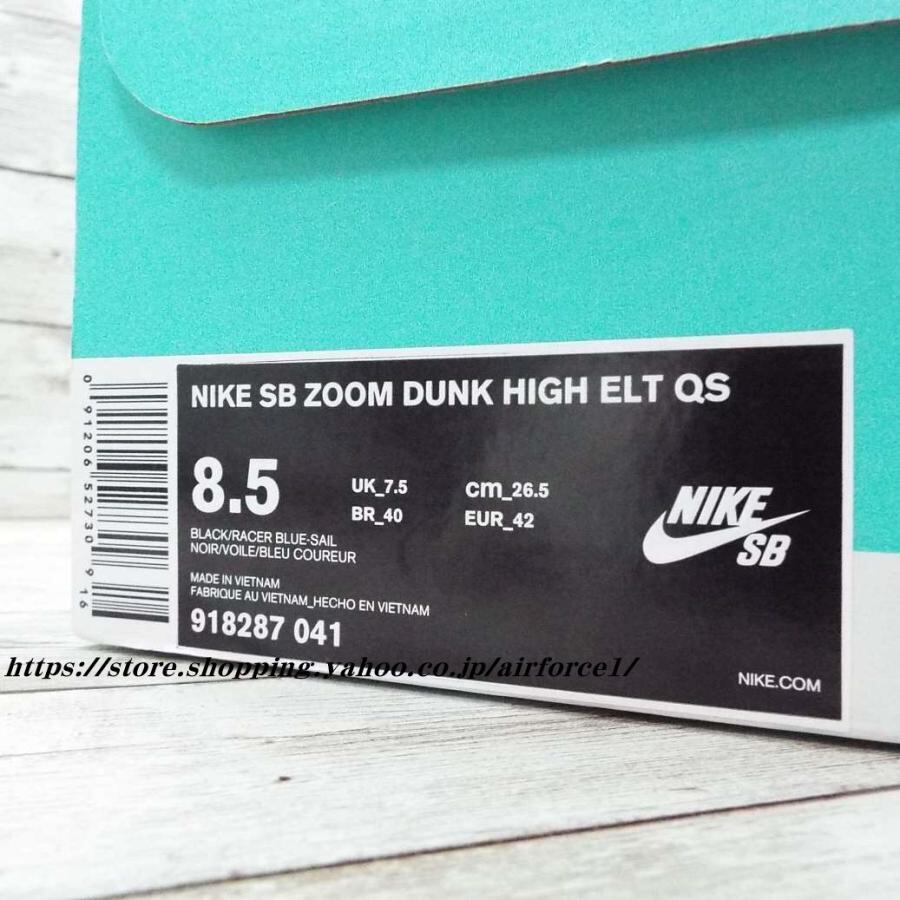 NIKE SB ZOOM DUNK HIGH ELT QS
8.5
UK_7.5
cm_26.5
BR_40
EUR_42
BLACK/RACER BLUE-SAIL
NOIR/VOILE/BLEU COUREUR
MADE IN VIETNAM
FABRIQUE AU VIETNAM_HECHO EN VIETNAM
918287 041
NIKE
SB
NIKE.COM
0 91206 52730 9 16
https://store.shopping.yahoo.co.jp/airforce1/